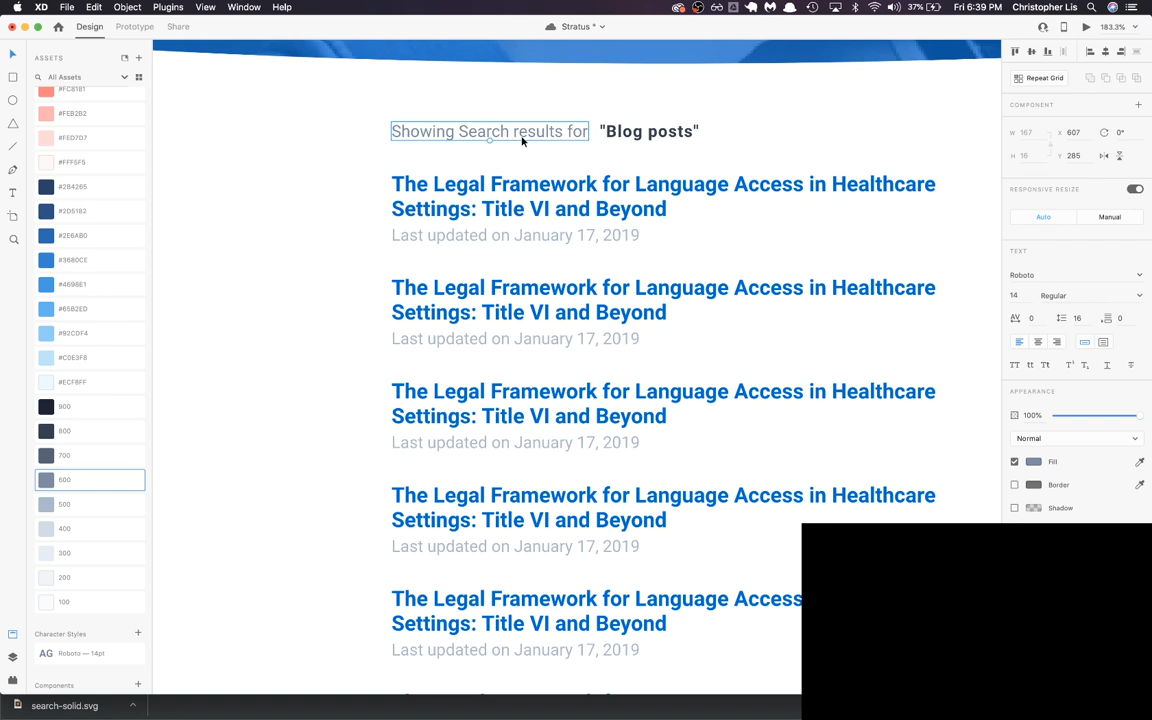 XD File Edit Object Plugins View Window Help
37% Fri 6:39 PM Christopher Lis
Design Prototype Share
Stratus *
183.3%
ASSETS
All Assets
#FC8181
#FEB2B2
#FED7D7
#FFF5F5
#2B4265
#2D5182
#2E6AB0
#3680CE
#4698E1
#65B2ED
#92CDF4
#C0E3F8
#ECF8FF
900
800
700
600
500
400
300
200
100
Character Styles
AG Roboto — 14pt
Components
search-solid.svg
Showing Search results for "Blog posts"
The Legal Framework for Language Access in Healthcare
Settings: Title VI and Beyond
Last updated on January 17, 2019
The Legal Framework for Language Access in Healthcare
Settings: Title VI and Beyond
Last updated on January 17, 2019
The Legal Framework for Language Access in Healthcare
Settings: Title VI and Beyond
Last updated on January 17, 2019
The Legal Framework for Language Access in Healthcare
Settings: Title VI and Beyond
Last updated on January 17, 2019
The Legal Framework for Language Access
Settings: Title VI and Beyond
Last updated on January 17, 2019
Repeat Grid
COMPONENT
W 167 X 607 0°
H 16 Y 285
RESPONSIVE RESIZE
Auto Manual
TEXT
Roboto
14 Regular
AV 0 16 0
TT tt Tt T¹ T₁ T T
APPEARANCE
100%
Normal
Fill
Border
Shadow